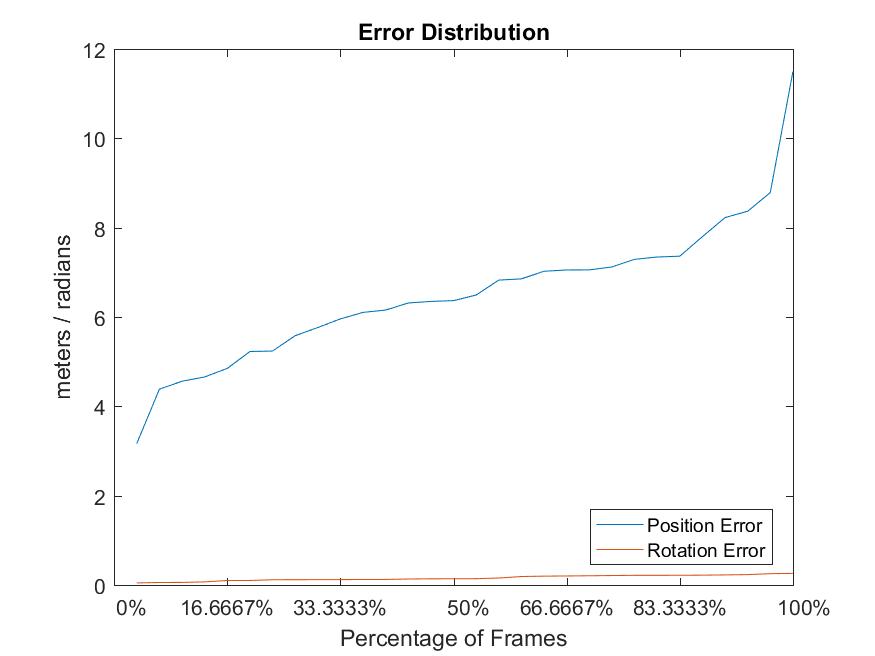 Error Distribution
12
10
8
6
4
2
0
meters / radians
Position Error
Rotation Error
0% 16.6667% 33.3333% 50% 66.6667% 83.3333% 100%
Percentage of Frames